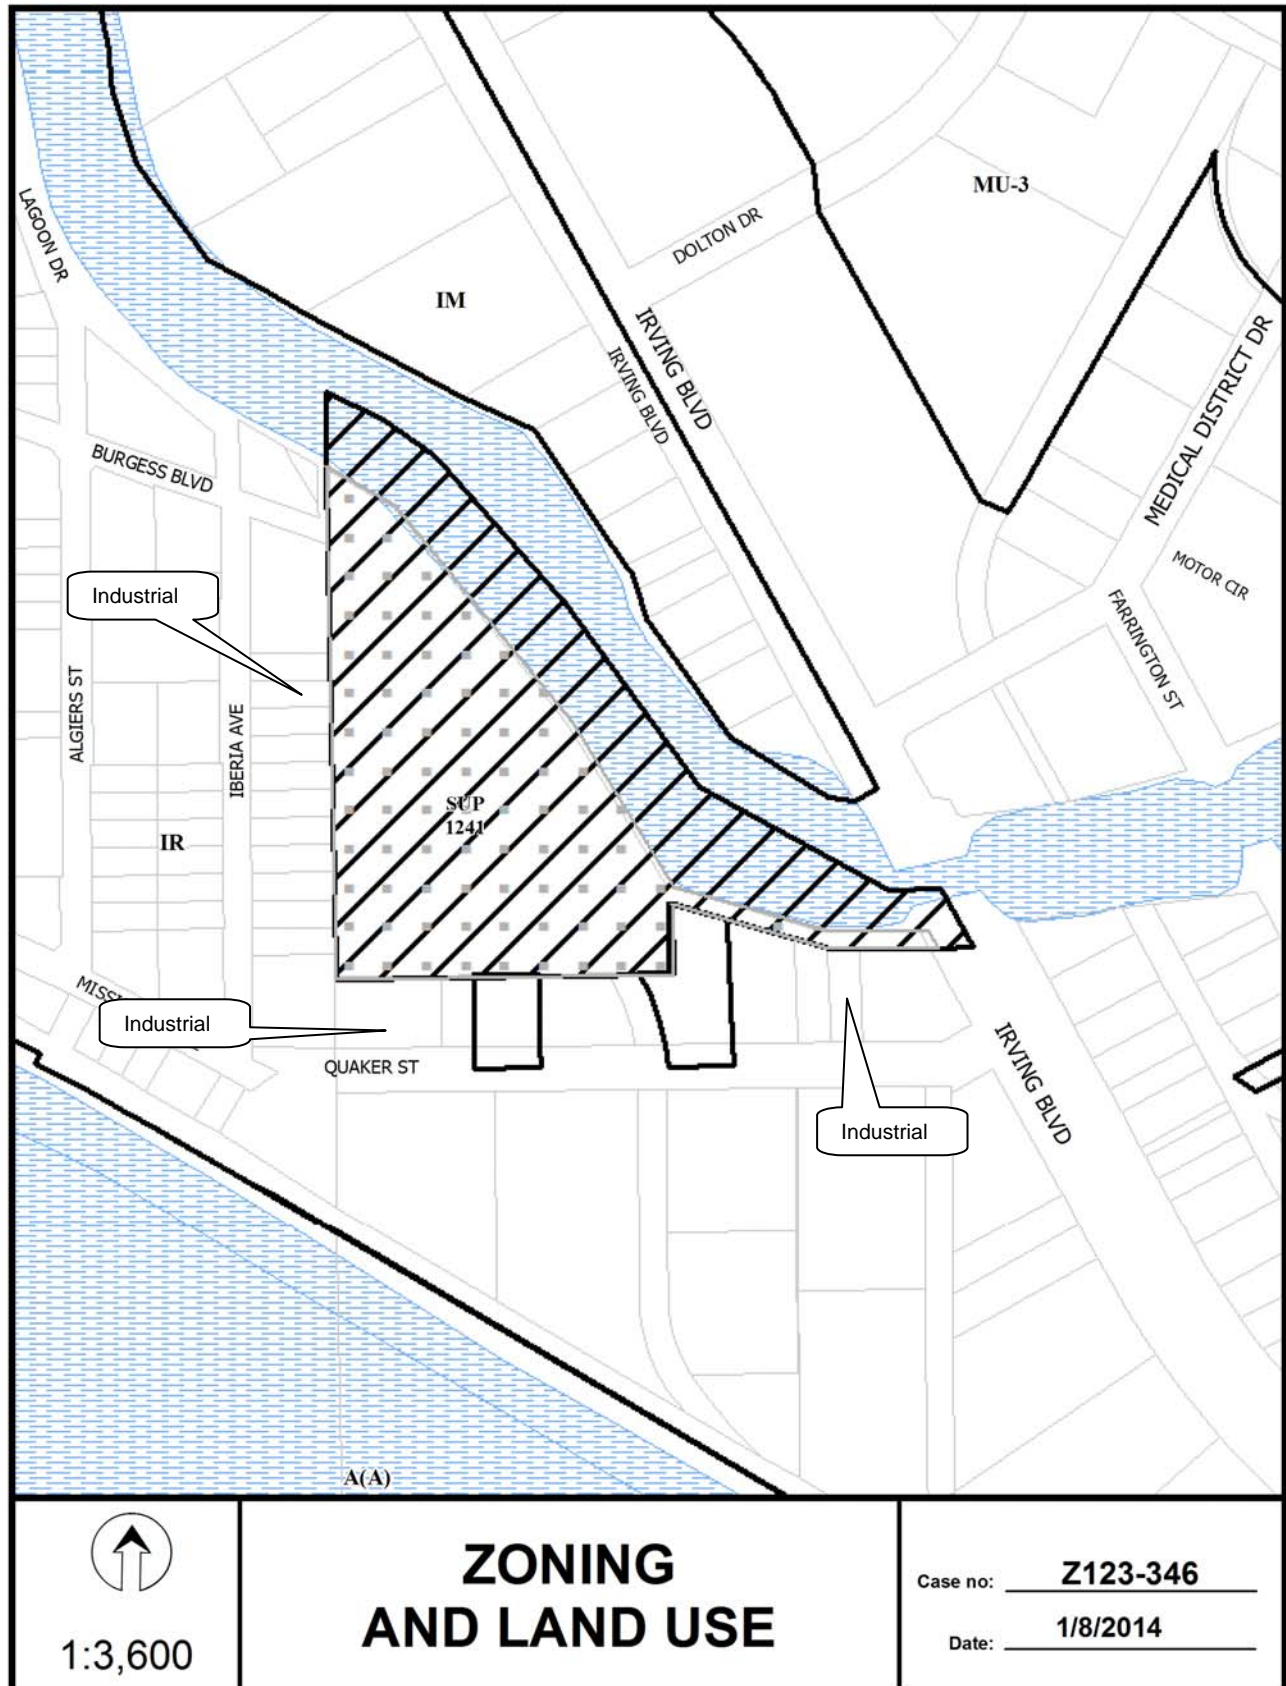 MU-3
LAGOON DR
DOLTON DR
IM
IRVING BLVD
IRVING BLVD
MEDICAL DISTRICT DR
BURGESS BLVD
MOTOR CIR
FARRINGTON ST
Industrial
ALGIERS ST
IBERIA AVE
SUP
1241
IR
Industrial
QUAKER ST
IRVING BLVD
Industrial
A(A)
1:3,600
ZONING
AND LAND USE
Case no: Z123-346
Date: 1/8/2014